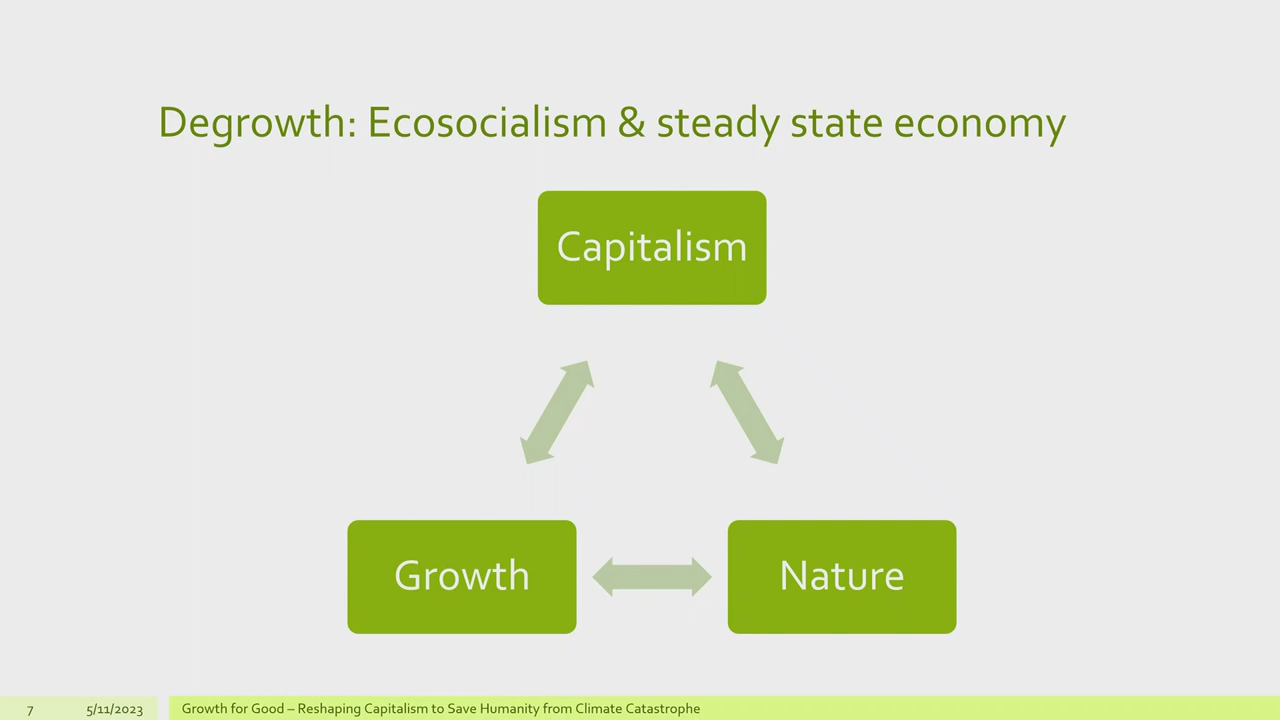 Degrowth: Ecosocialism & steady state economy
Capitalism
Growth
Nature
7
5/11/2023
Growth for Good – Reshaping Capitalism to Save Humanity from Climate Catastrophe